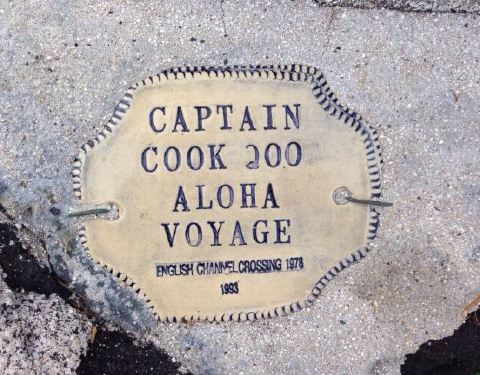 CAPTAIN
COOK 200
ALOHA
VOYAGE
ENGLISH CHANNEL CROSSING 1978
1993